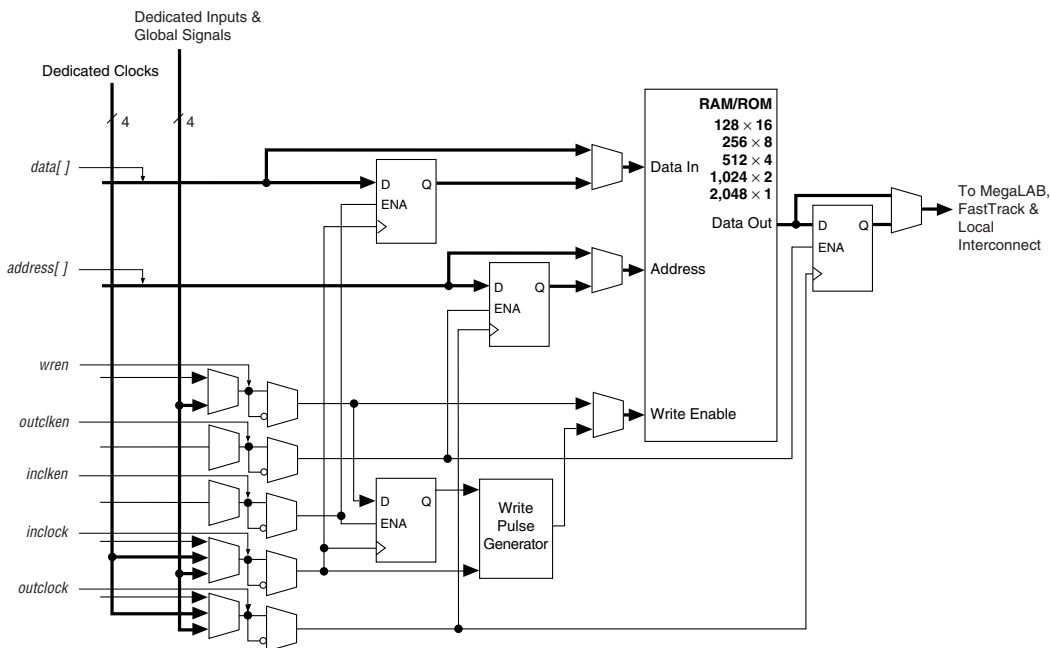 Dedicated Inputs &
Global Signals
Dedicated Clocks
4
4
RAM/ROM
128 × 16
256 × 8
512 × 4
1,024 × 2
2,048 × 1
data[ ]
D Q
ENA
Data In
Data Out
D Q
ENA
To MegaLAB,
FastTrack &
Local
Interconnect
address[ ]
D Q
ENA
Address
wren
Write Enable
outclken
inclken
D Q
ENA
Write
Pulse
Generator
inclock
outclock